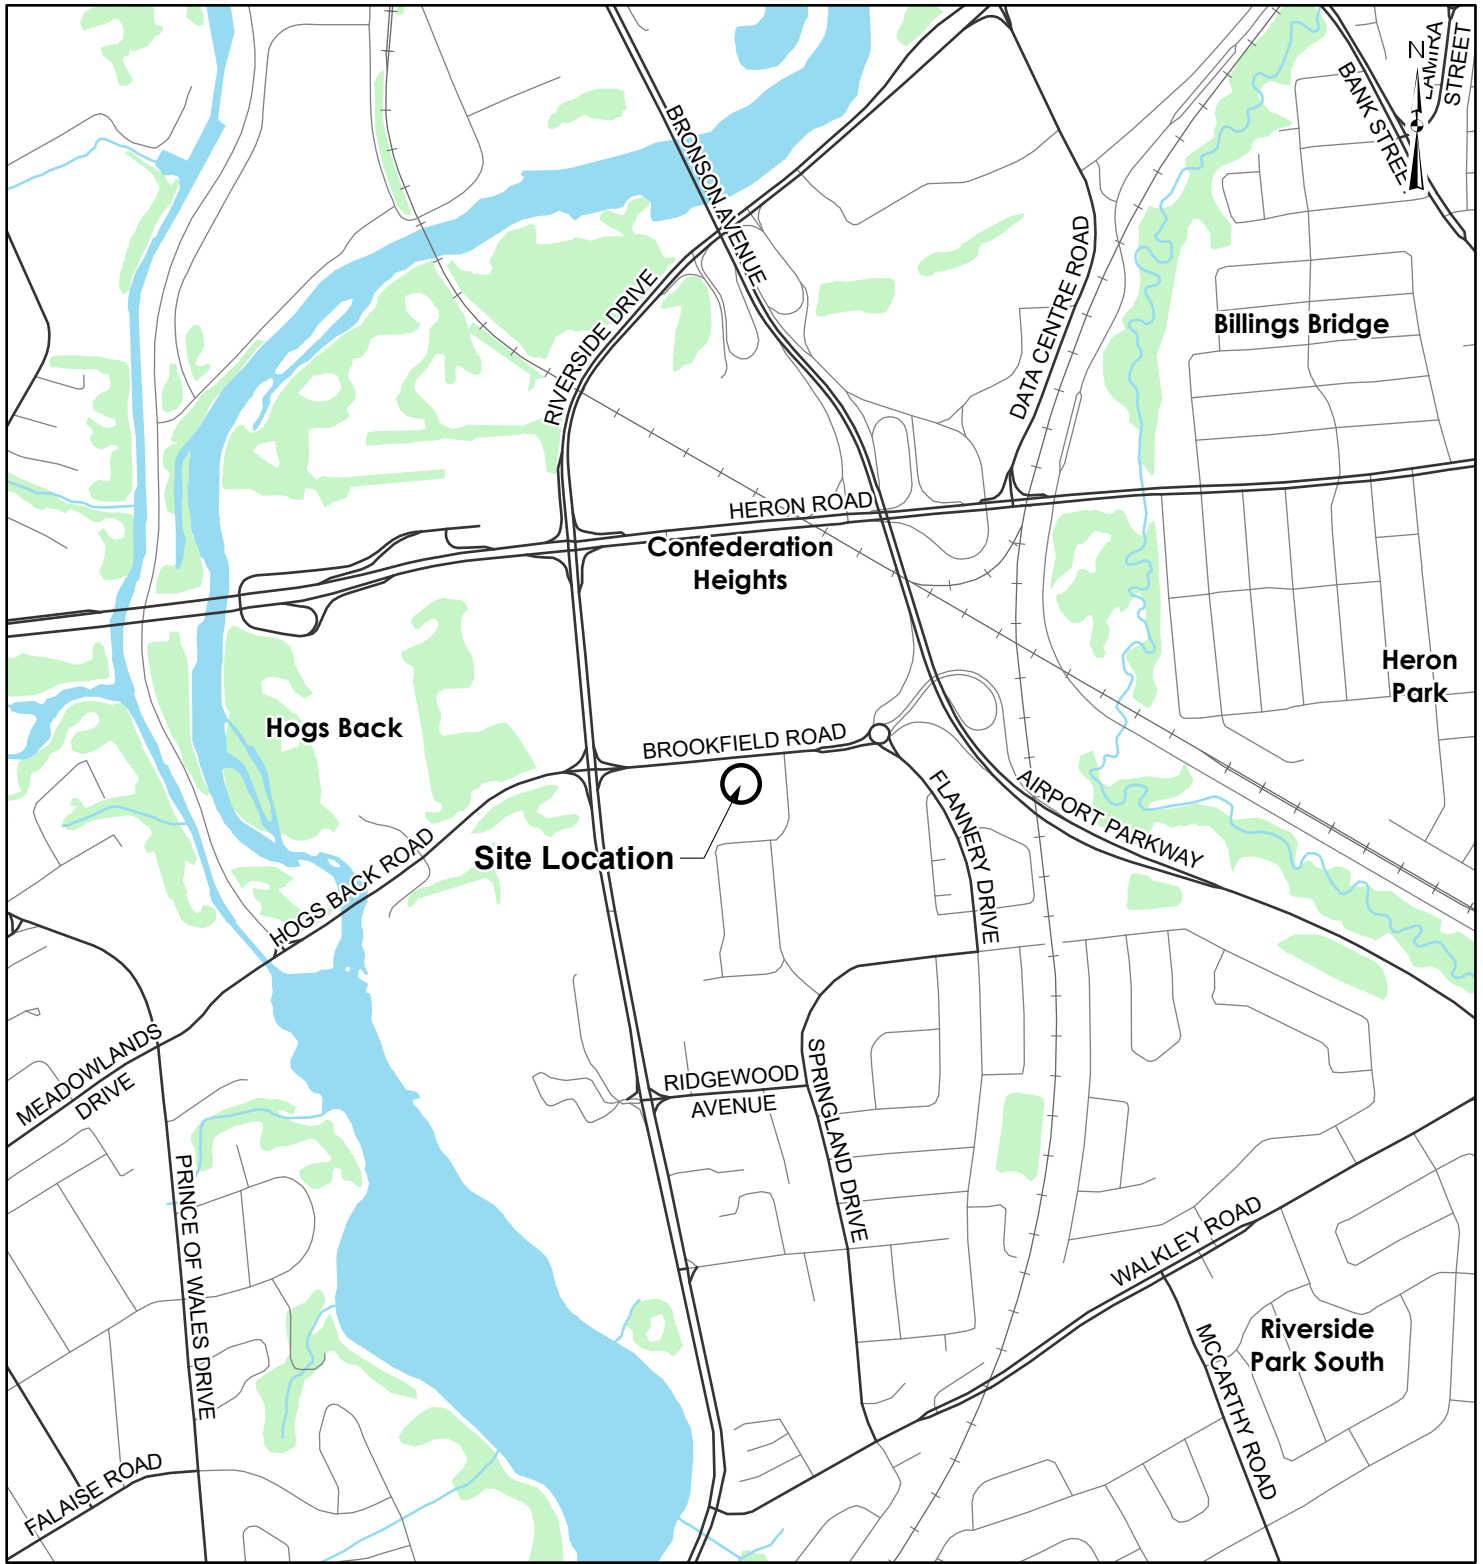 N
LAMIRA
STREET
BANK STREET
BRONSON AVENUE
RIVERSIDE DRIVE
DATA CENTRE ROAD
Billings Bridge
HERON ROAD
Confederation
Heights
Heron
Park
Hogs Back
BROOKFIELD ROAD
FLANNERY DRIVE
AIRPORT PARKWAY
Site Location
HOGS BACK ROAD
MEADOWLANDS
DRIVE
RIDGEWOOD
AVENUE
SPRINGLAND DRIVE
PRINCE OF WALES DRIVE
WALKLEY ROAD
Riverside
Park South
MCCARTHY ROAD
FALAISE ROAD